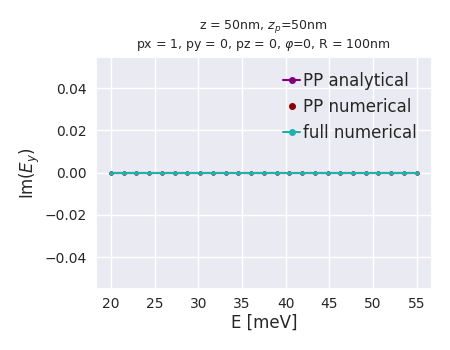 z = 50nm, $z_p$=50nm
px = 1, py = 0, pz = 0, φ=0, R = 100nm
PP analytical
PP numerical
full numerical
0.04
0.02
0.00
−0.02
−0.04
Im($E_y$)
20 25 30 35 40 45 50 55
E [meV]